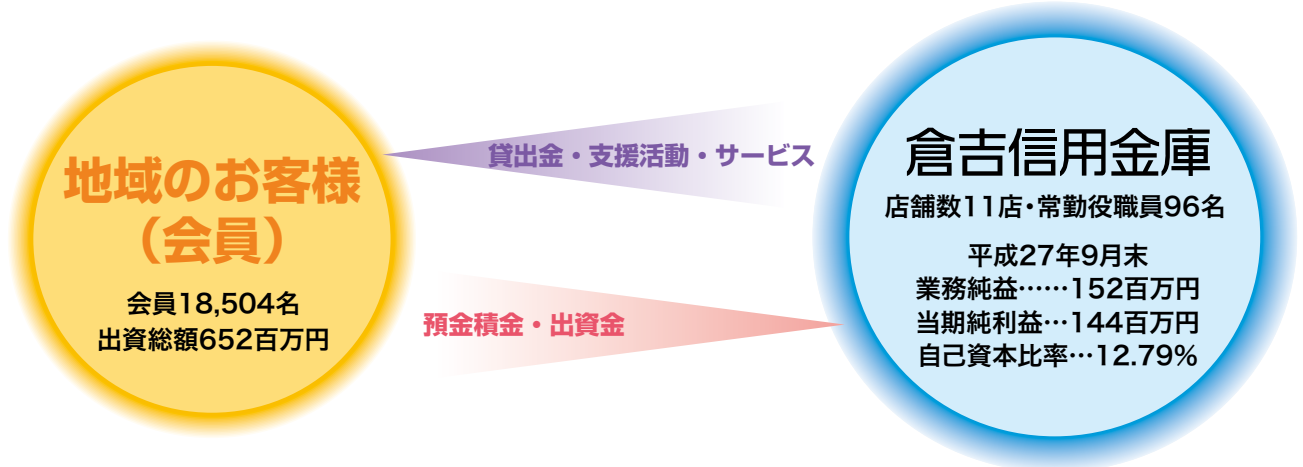 地域のお客様
（会員）
会員18,504名
出資総額652百万円
貸出金・支援活動・サービス
預金積金・出資金
倉吉信用金庫
店舗数11店・常勤役職員96名
平成27年9月末
業務純益……152百万円
当期純利益…144百万円
自己資本比率…12.79%